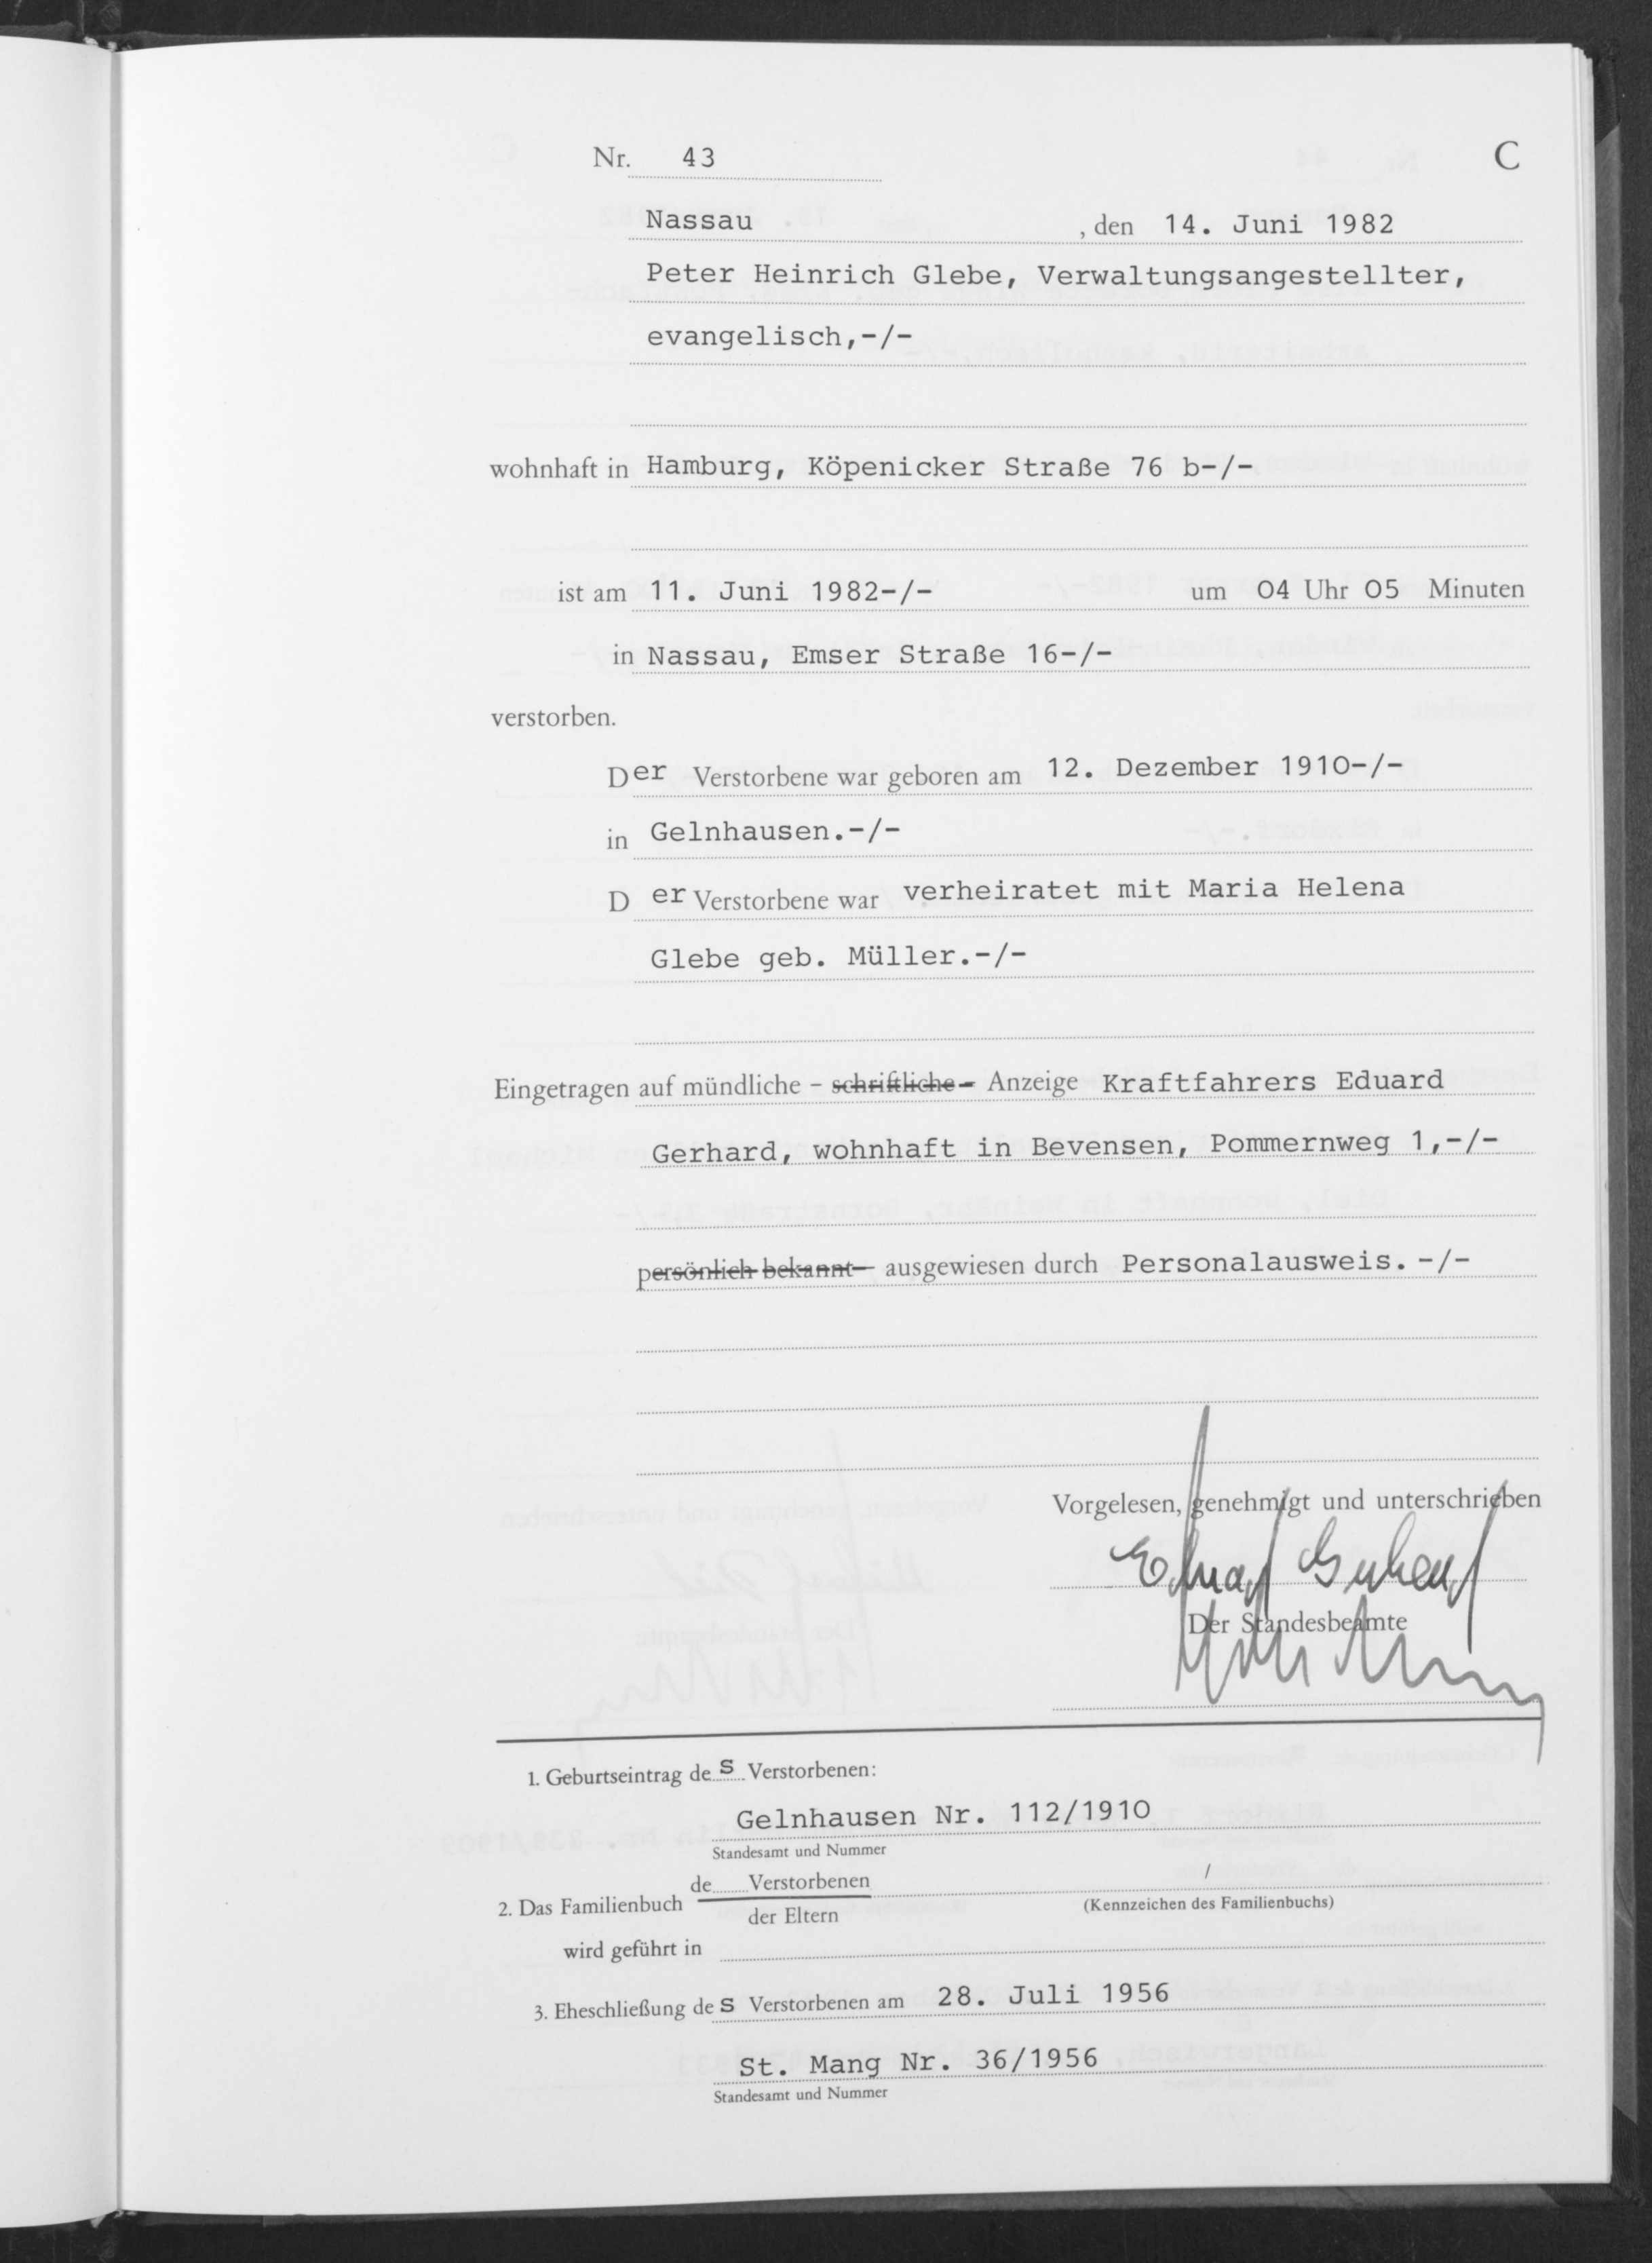 Nr. 43 C
Nassau , den 14. Juni 1982
Peter Heinrich Glebe, Verwaltungsangestellter,
evangelisch,-/-
wohnhaft in Hamburg, Köpenicker Straße 76 b-/-
ist am 11. Juni 1982-/- um 04 Uhr 05 Minuten
in Nassau, Emser Straße 16-/-
verstorben.
Der Verstorbene war geboren am 12. Dezember 1910-/-
in Gelnhausen.-/-
D er Verstorbene war verheiratet mit Maria Helena
Glebe geb. Müller.-/-
Eingetragen auf mündliche - schriftliche - Anzeige Kraftfahrers Eduard
Gerhard, wohnhaft in Bevensen, Pommernweg 1,-/-
persönlich bekannt - ausgewiesen durch Personalausweis. -/-
Vorgelesen, genehmigt und unterschrieben
Eduard Gerhard
Der Standesbeamte
1. Geburtseintrag des Verstorbenen:
Gelnhausen Nr. 112/1910
Standesamt und Nummer
de Verstorbenen /
2. Das Familienbuch
der Eltern (Kennzeichen des Familienbuchs)
wird geführt in
3. Eheschließung des Verstorbenen am 28. Juli 1956
St. Mang Nr. 36/1956
Standesamt und Nummer